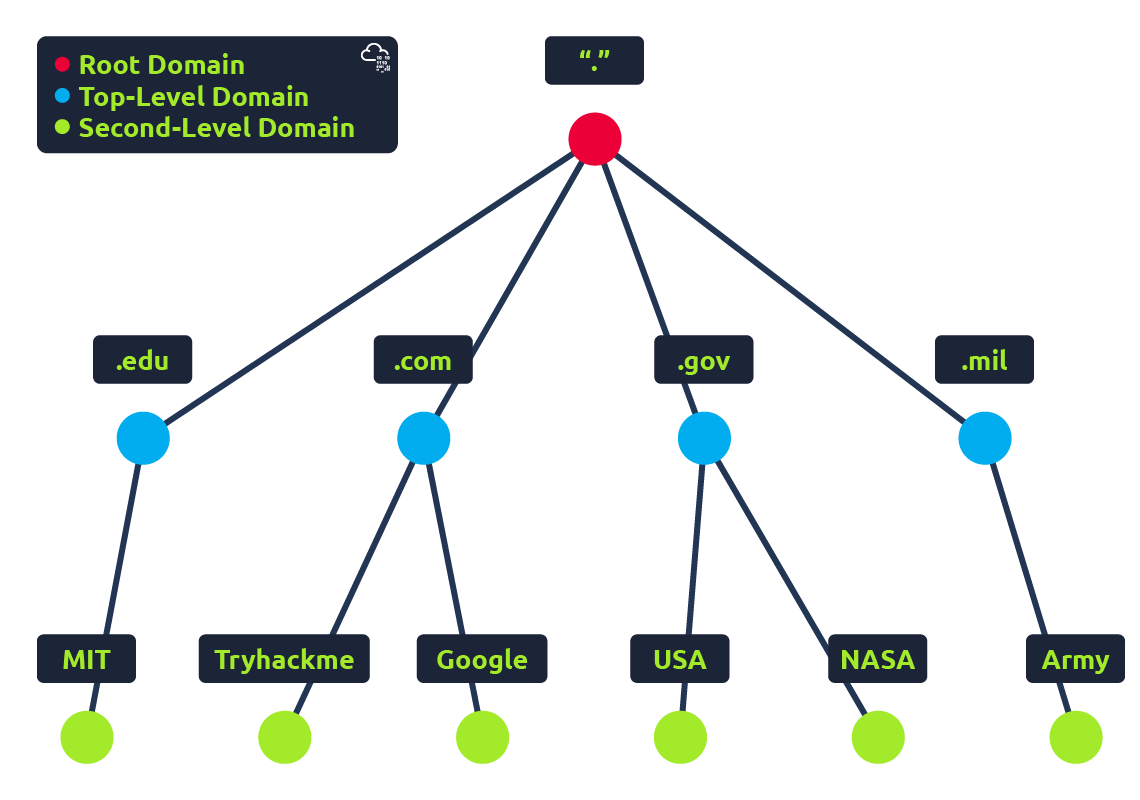 Root Domain
Top-Level Domain
Second-Level Domain
“.”
.edu
.com
.gov
.mil
MIT
Tryhackme
Google
USA
NASA
Army